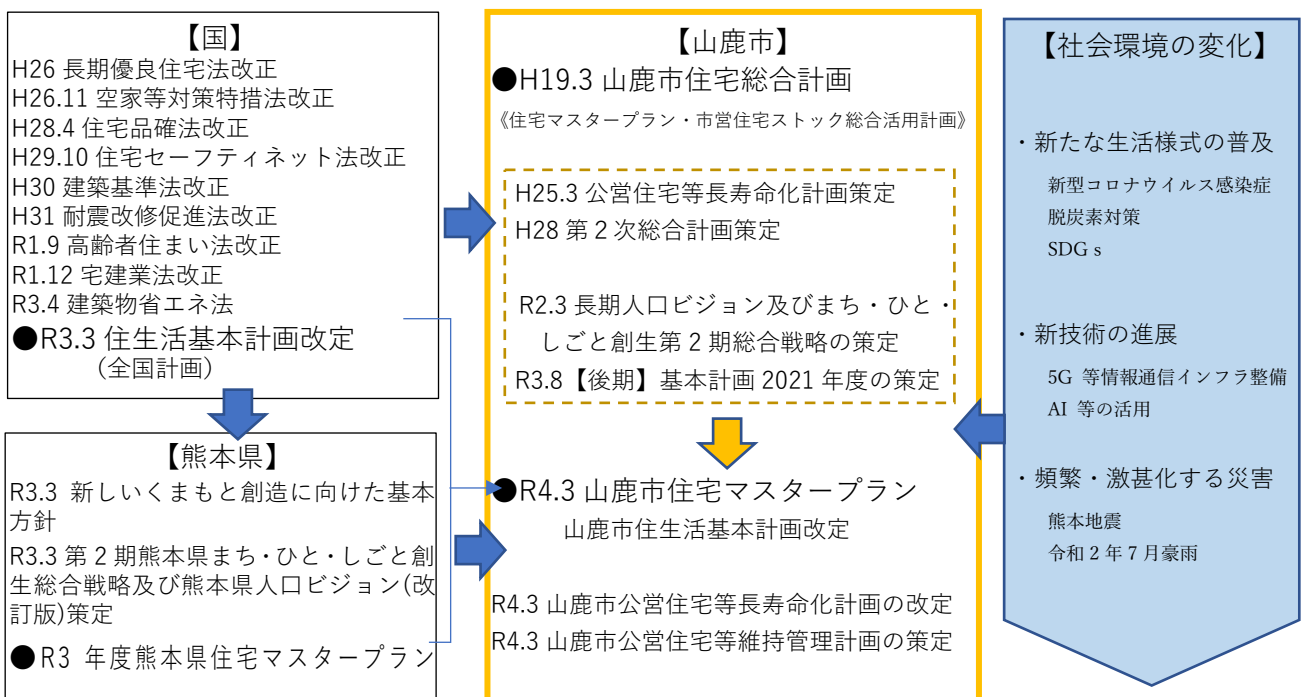 【国】
H26 長期優良住宅法改正
H26.11 空家等対策特措法改正
H28.4 住宅品確法改正
H29.10 住宅セーフティネット法改正
H30 建築基準法改正
H31 耐震改修促進法改正
R1.9 高齢者住まい法改正
R1.12 宅建業法改正
R3.4 建築物省エネ法
●R3.3 住生活基本計画改定
(全国計画)
【熊本県】
R3.3 新しいくまもと創造に向けた基本
方針
R3.3 第2期熊本県まち・ひと・しごと創
生総合戦略及び熊本県人口ビジョン(改
訂版)策定
●R3 年度熊本県住宅マスタープラン
【山鹿市】
●H19.3 山鹿市住宅総合計画
《住宅マスタープラン・市営住宅ストック総合活用計画》
H25.3 公営住宅等長寿命化計画策定
H28 第2次総合計画策定
R2.3 長期人口ビジョン及びまち・ひと・
しごと創生第2期総合戦略の策定
R3.8【後期】基本計画 2021 年度の策定
●R4.3 山鹿市住宅マスタープラン
山鹿市住生活基本計画改定
R4.3 山鹿市公営住宅等長寿命化計画の改定
R4.3 山鹿市公営住宅等維持管理計画の策定
【社会環境の変化】
・新たな生活様式の普及
新型コロナウイルス感染症
脱炭素対策
SDGs
・新技術の進展
5G 等情報通信インフラ整備
AI 等の活用
・頻繁・激甚化する災害
熊本地震
令和2年7月豪雨